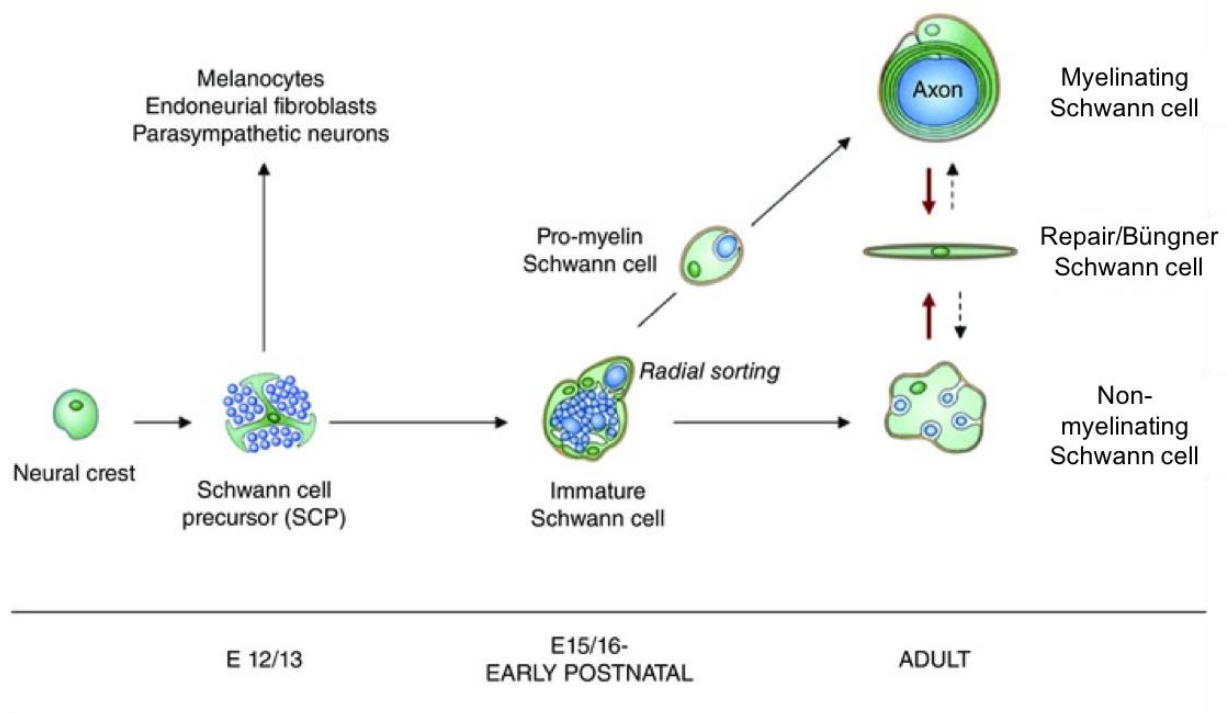 Melanocytes
Endoneurial fibroblasts
Parasympathetic neurons
Axon
Myelinating
Schwann cell
Pro-myelin
Schwann cell
Repair/Büngner
Schwann cell
Radial sorting
Non-
myelinating
Schwann cell
Neural crest
Schwann cell
precursor (SCP)
Immature
Schwann cell
E 12/13
E15/16-
EARLY POSTNATAL
ADULT